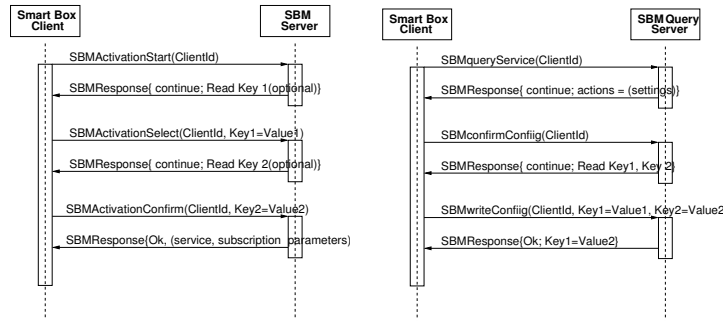 Smart Box
Client
SBM
Server
SBMActivationStart(ClientId)
SBMResponse{ continue; Read Key 1(optional)}
SBMActivationSelect(ClientId, Key1=Value1)
SBMResponse{ continue; Read Key 2(optional)}
SBMActivationConfirm(ClientId, Key2=Value2)
SBMResponse{Ok, (service, subscription parameters)
Smart Box
Client
SBM Query
Server
SBMqueryService(ClientId)
SBMResponse{ continue; actions = (settings)}
SBMconfirmConfiig(ClientId)
SBMResponse{ continue; Read Key1, Key 2}
SBMwriteConfiig(ClientId, Key1=Value1, Key2=Value2
SBMResponse{Ok; Key1=Value2}